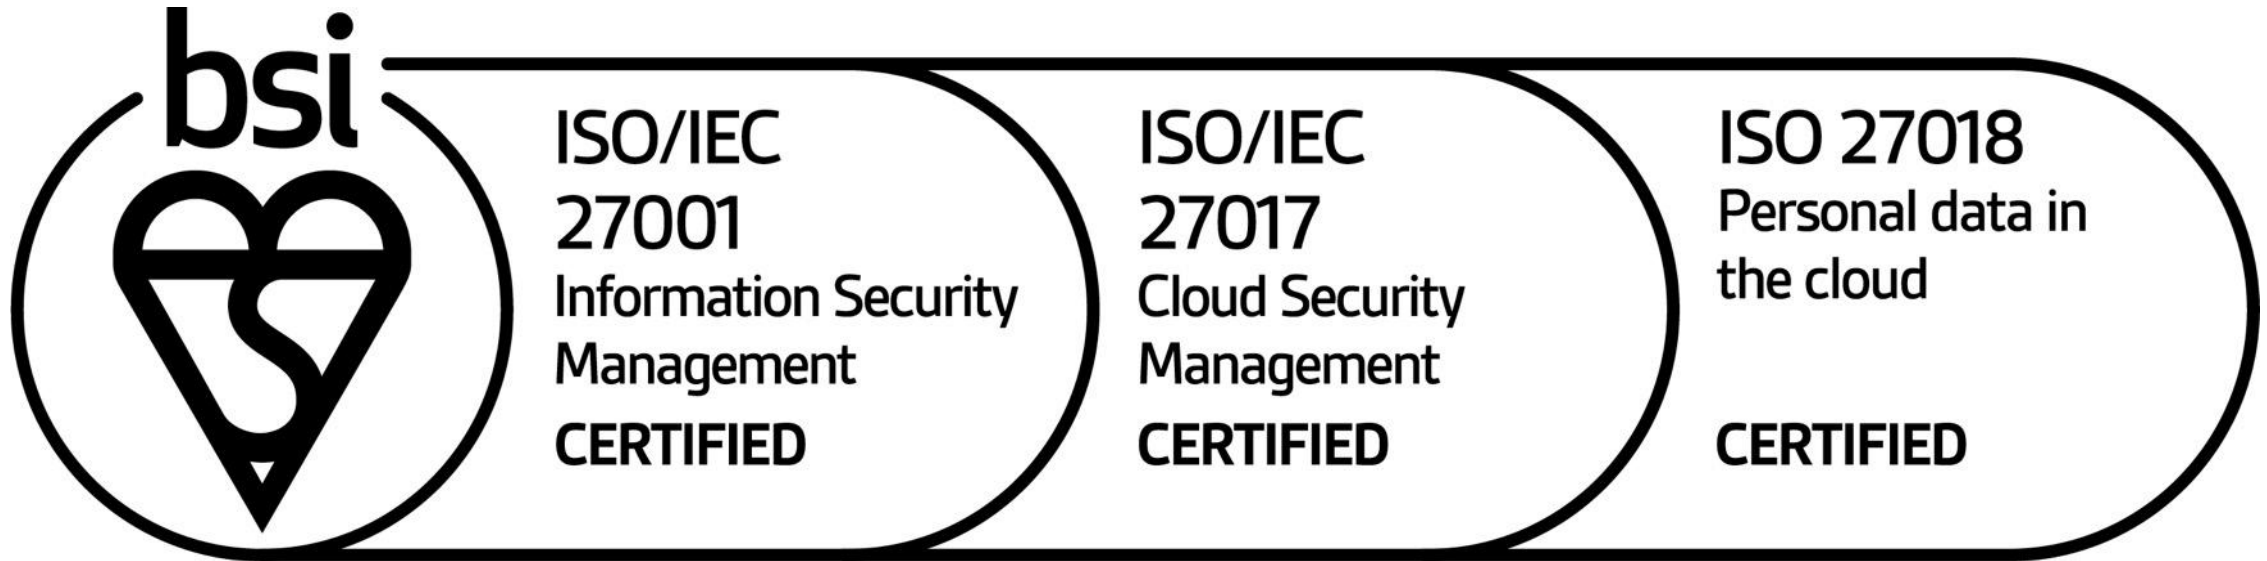 bsi
ISO/IEC
27001
Information Security
Management
CERTIFIED
ISO/IEC
27017
Cloud Security
Management
CERTIFIED
ISO 27018
Personal data in
the cloud
CERTIFIED